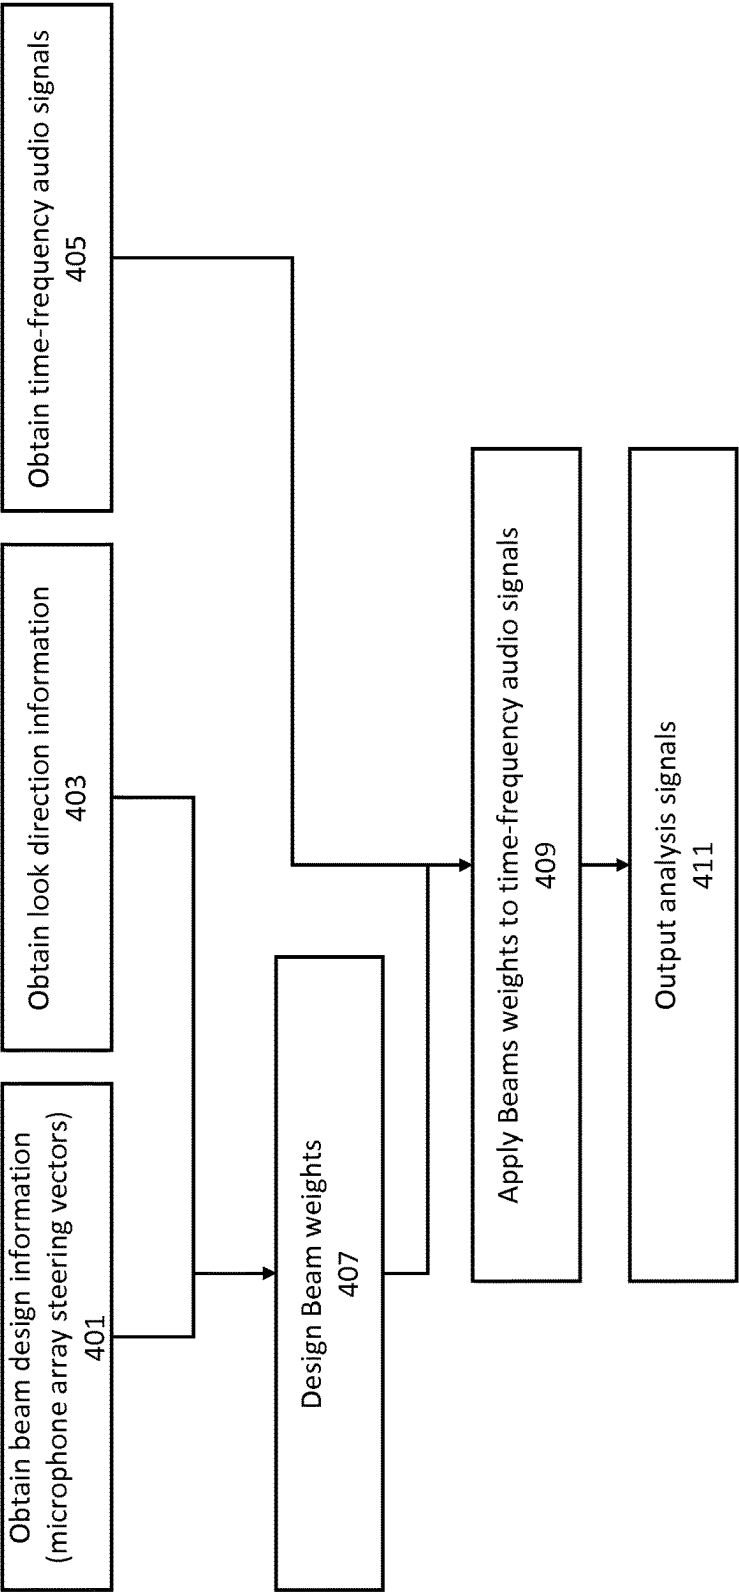 Obtain beam design information
(microphone array steering vectors)
401
Obtain look direction information
403
Obtain time-frequency audio signals
405
Design Beam weights
407
Apply Beams weights to time-frequency audio signals
409
Output analysis signals
411